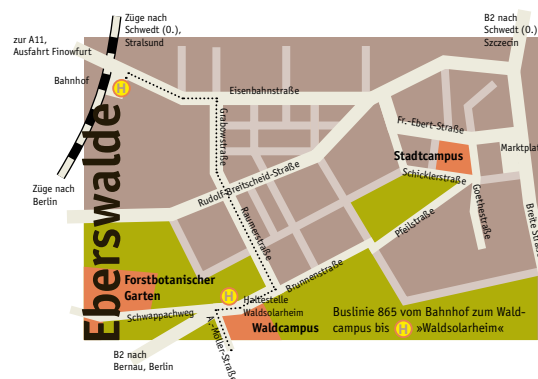 Züge nach
Schwedt (O.),
Stralsund
B2 nach
Schwedt (O.)
Szczecin
zur A11,
Ausfahrt Finowfurt
Bahnhof
H
Eisenbahnstraße
Grabowstraße
Fr.-Ebert-Straße
Stadtcampus
Marktplat
Schicklerstraße
Züge nach
Berlin
Rudolf-Breitscheid-Straße
Goethestraße
Breite Straße
Raumerstraße
Pfeilstraße
Eberswalde
Brunnenstraße
Forstbotanischer
Garten
H
Haltestelle
Waldsolarheim
Schwappachweg
Waldcampus
Buslinie 865 vom Bahnhof zum Wald-
campus bis H »Waldsolarheim«
B2 nach
Bernau, Berlin
A.-Möller-Straße